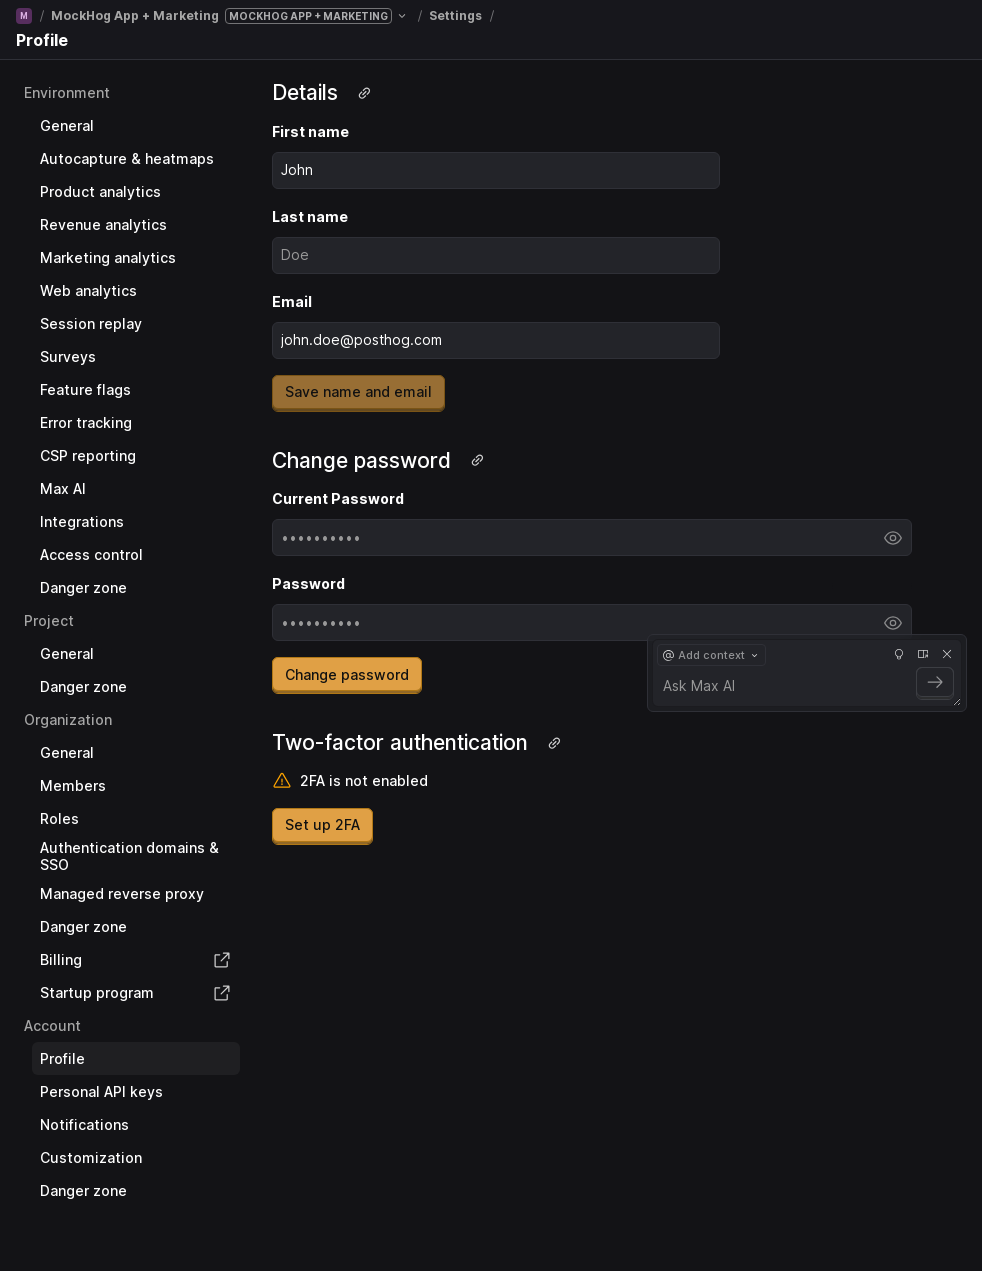 M / MockHog App + Marketing MOCKHOG APP + MARKETING / Settings /
Profile
Environment
General
Autocapture & heatmaps
Product analytics
Revenue analytics
Marketing analytics
Web analytics
Session replay
Surveys
Feature flags
Error tracking
CSP reporting
Max AI
Integrations
Access control
Danger zone
Project
General
Danger zone
Organization
General
Members
Roles
Authentication domains &
SSO
Managed reverse proxy
Danger zone
Billing
Startup program
Account
Profile
Personal API keys
Notifications
Customization
Danger zone
Details
First name
John
Last name
Doe
Email
john.doe@posthog.com
Save name and email
Change password
Current Password
••••••••••
Password
••••••••••
Change password
Two-factor authentication
2FA is not enabled
Set up 2FA
@ Add context
Ask Max AI